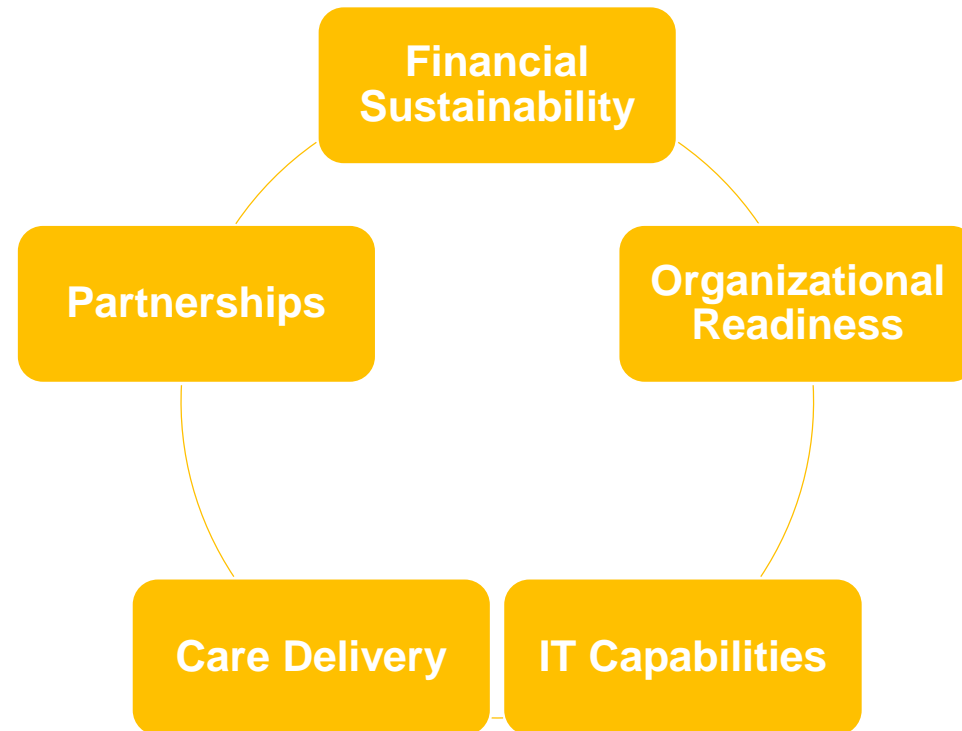 Financial
Sustainability
Organizational
Readiness
IT Capabilities
Care Delivery
Partnerships